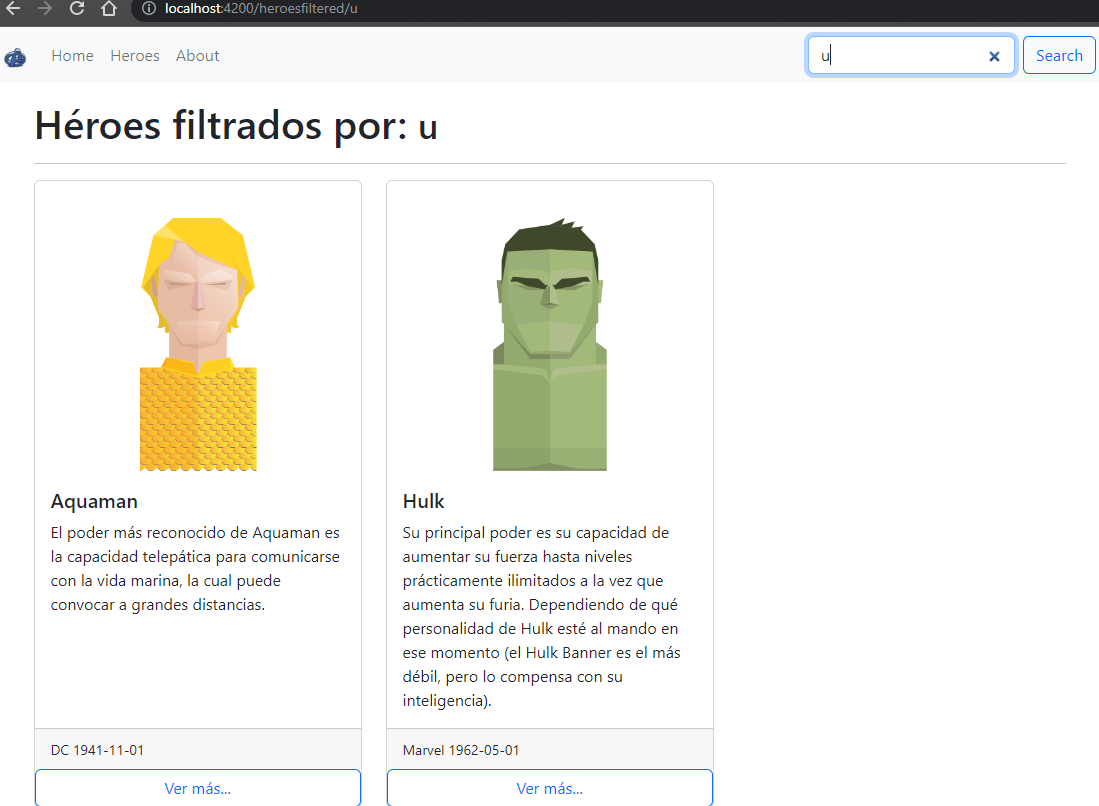 localhost:4200/heroesfiltered/u
Home Heroes About
u
Search
Héroes filtrados por: u
Aquaman
El poder más reconocido de Aquaman es
la capacidad telepática para comunicarse
con la vida marina, la cual puede
convocar a grandes distancias.
DC 1941-11-01
Ver más...
Hulk
Su principal poder es su capacidad de
aumentar su fuerza hasta niveles
prácticamente ilimitados a la vez que
aumenta su furia. Dependiendo de qué
personalidad de Hulk esté al mando en
ese momento (el Hulk Banner es el más
débil, pero lo compensa con su
inteligencia).
Marvel 1962-05-01
Ver más...